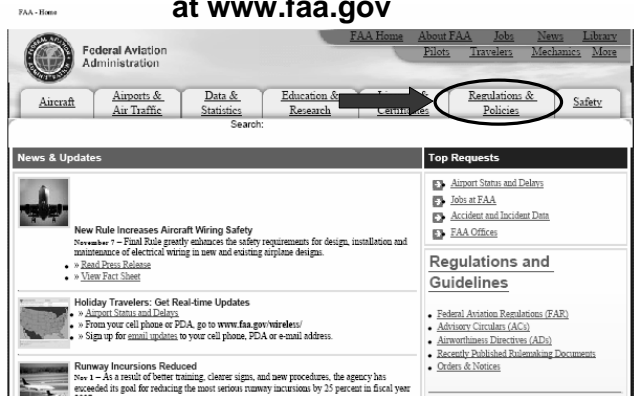 at www.faa.gov
FAA - Home
FAA Home About FAA Jobs News Library
Pilots Travelers Mechanics More
Federal Aviation
Administration
Aircraft
Airports &
Air Traffic
Data &
Statistics
Education &
Research
&
Regulations &
Policies
Safety
Search:
News & Updates
New Rule Increases Aircraft Wiring Safety
November 7 – Final Rule greatly enhances the safety requirements for design, installation and
maintenance of electrical wiring in new and existing airplane designs.
» Read Press Release
» View Fact Sheet
Holiday Travelers: Get Real-time Updates
» Airport Status and Delays
» From your cell phone or PDA, go to www.faa.gov/wireless/
» Sign up for email updates to your cell phone, PDA or e-mail address.
Runway Incursions Reduced
Nov 1 – As a result of better training, clearer signs, and new procedures, the agency has
exceeded its goal for reducing the most serious runway incursions by 25 percent in fiscal year
Top Requests
Airport Status and Delays
Jobs at FAA
Accident and Incident Data
FAA Offices
Regulations and
Guidelines
Federal Aviation Regulations (FAR)
Advisory Circulars (ACs)
Airworthiness Directives (ADs)
Recently Published Rulemaking Documents
Orders & Notices